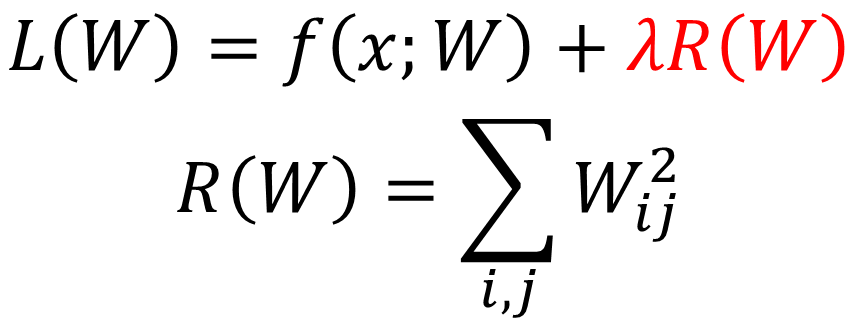 L(W) = f(x; W) + λR(W)
R(W) = ∑_{i,j} W_{ij}^2